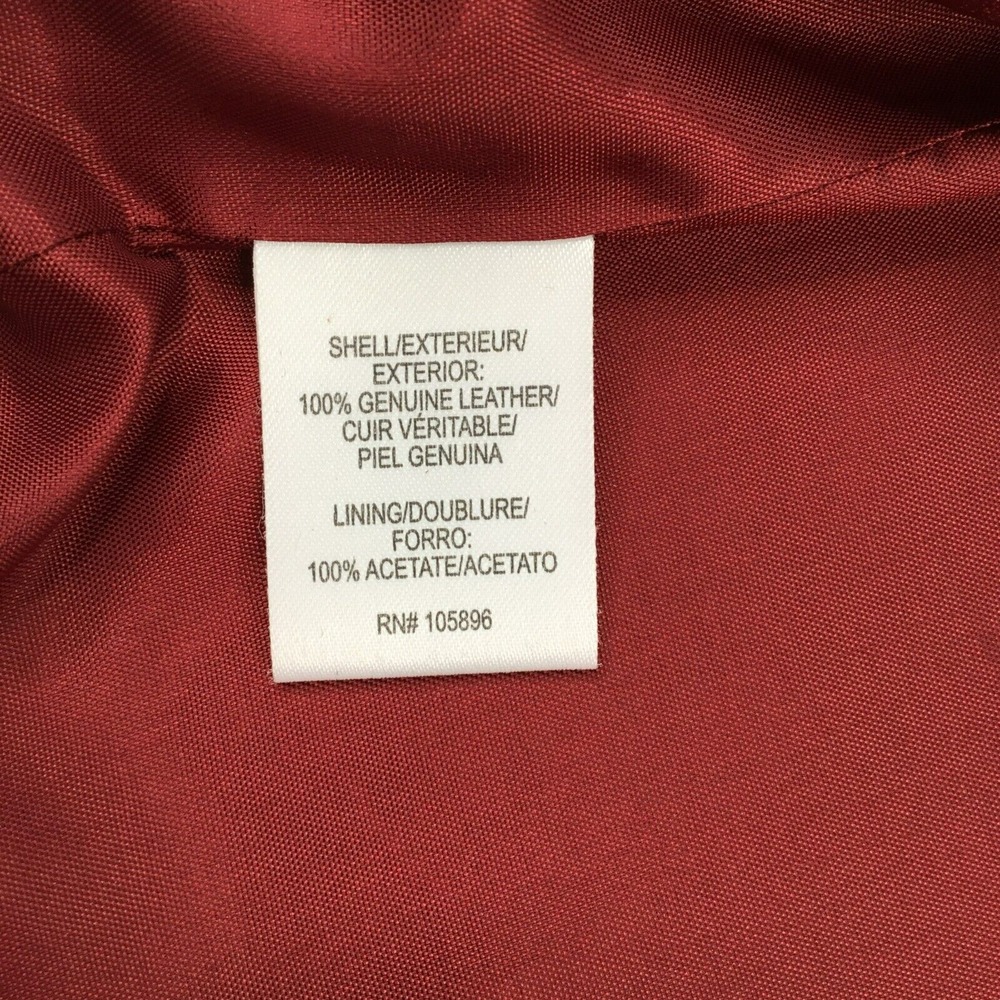 SHELL/EXTERIEUR/
EXTERIOR:
100% GENUINE LEATHER/
CUIR VÉRITABLE/
PIEL GENUINA
LINING/DOUBLURE/
FORRO:
100% ACETATE/ACETATO
RN# 105896